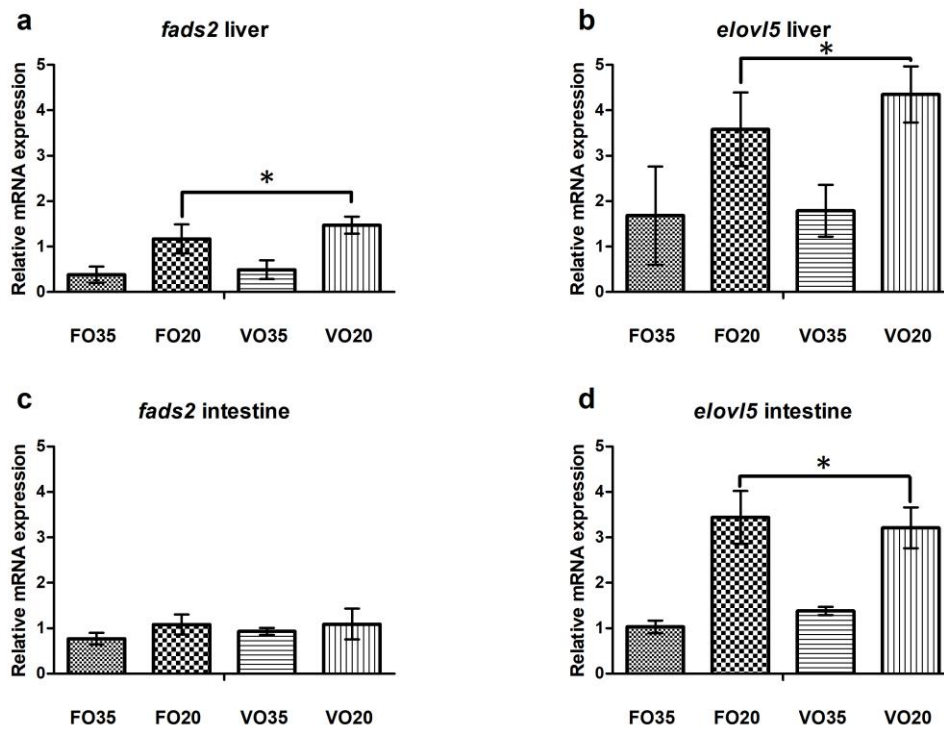 a
fads2 liver
Relative mRNA expression
5
4
3
2
1
0
*
FO35 FO20 VO35 VO20
b
elovl5 liver
Relative mRNA expression
5
4
3
2
1
0
*
FO35 FO20 VO35 VO20
c
fads2 intestine
Relative mRNA expression
5
4
3
2
1
0
FO35 FO20 VO35 VO20
d
elovl5 intestine
Relative mRNA expression
5
4
3
2
1
0
*
FO35 FO20 VO35 VO20